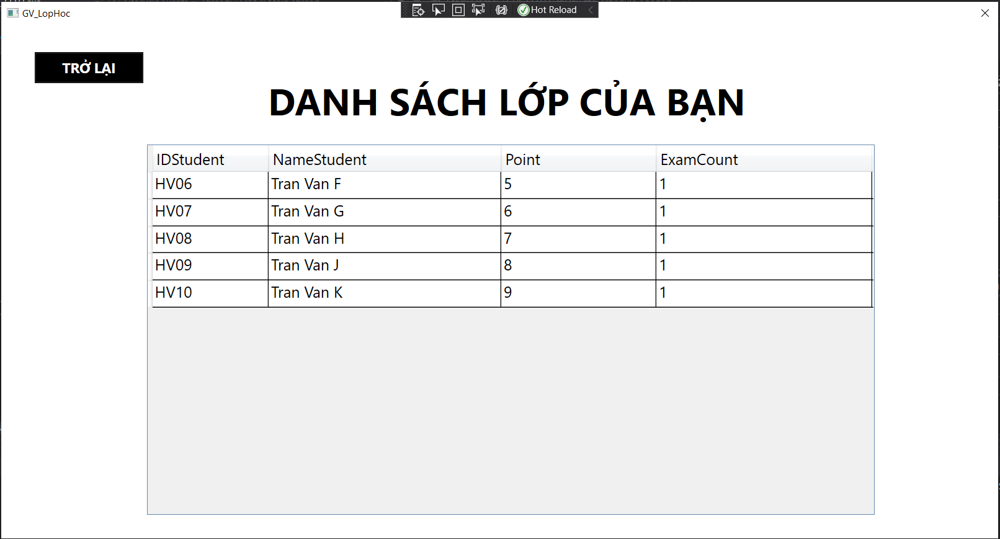 GV_LopHoc
Hot Reload
TRỞ LẠI
DANH SÁCH LỚP CỦA BẠN
IDStudent NameStudent Point ExamCount
HV06 Tran Van F 5 1
HV07 Tran Van G 6 1
HV08 Tran Van H 7 1
HV09 Tran Van J 8 1
HV10 Tran Van K 9 1